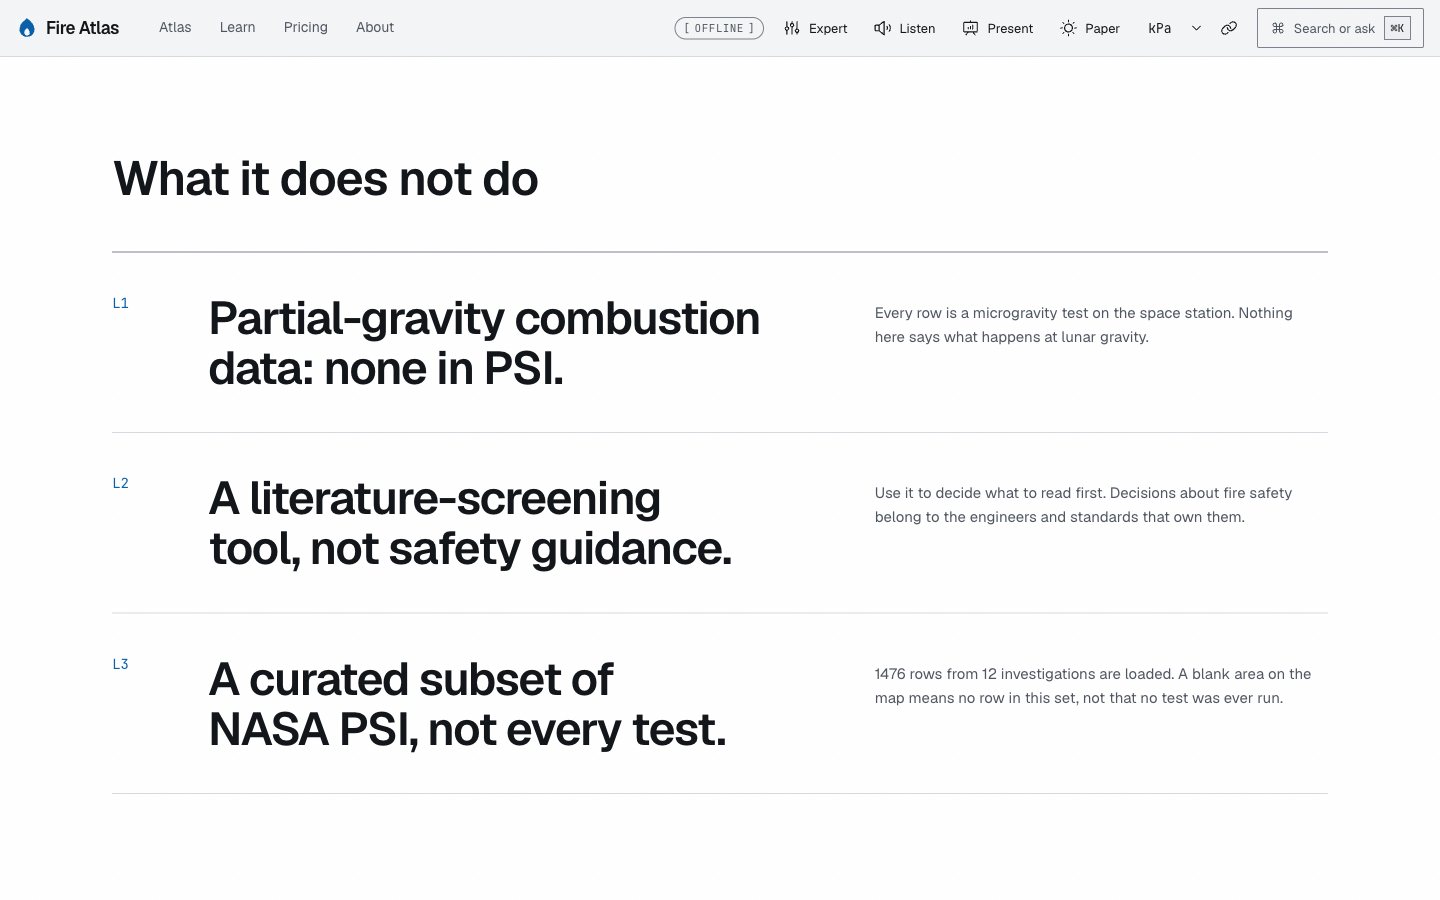 Fire Atlas Atlas Learn Pricing About [ OFFLINE ] Expert Listen Present Paper kPa ⌘ Search or ask ⌘K
What it does not do
L1
Partial-gravity combustion
data: none in PSI.
Every row is a microgravity test on the space station. Nothing
here says what happens at lunar gravity.
L2
A literature-screening
tool, not safety guidance.
Use it to decide what to read first. Decisions about fire safety
belong to the engineers and standards that own them.
L3
A curated subset of
NASA PSI, not every test.
1476 rows from 12 investigations are loaded. A blank area on the
map means no row in this set, not that no test was ever run.